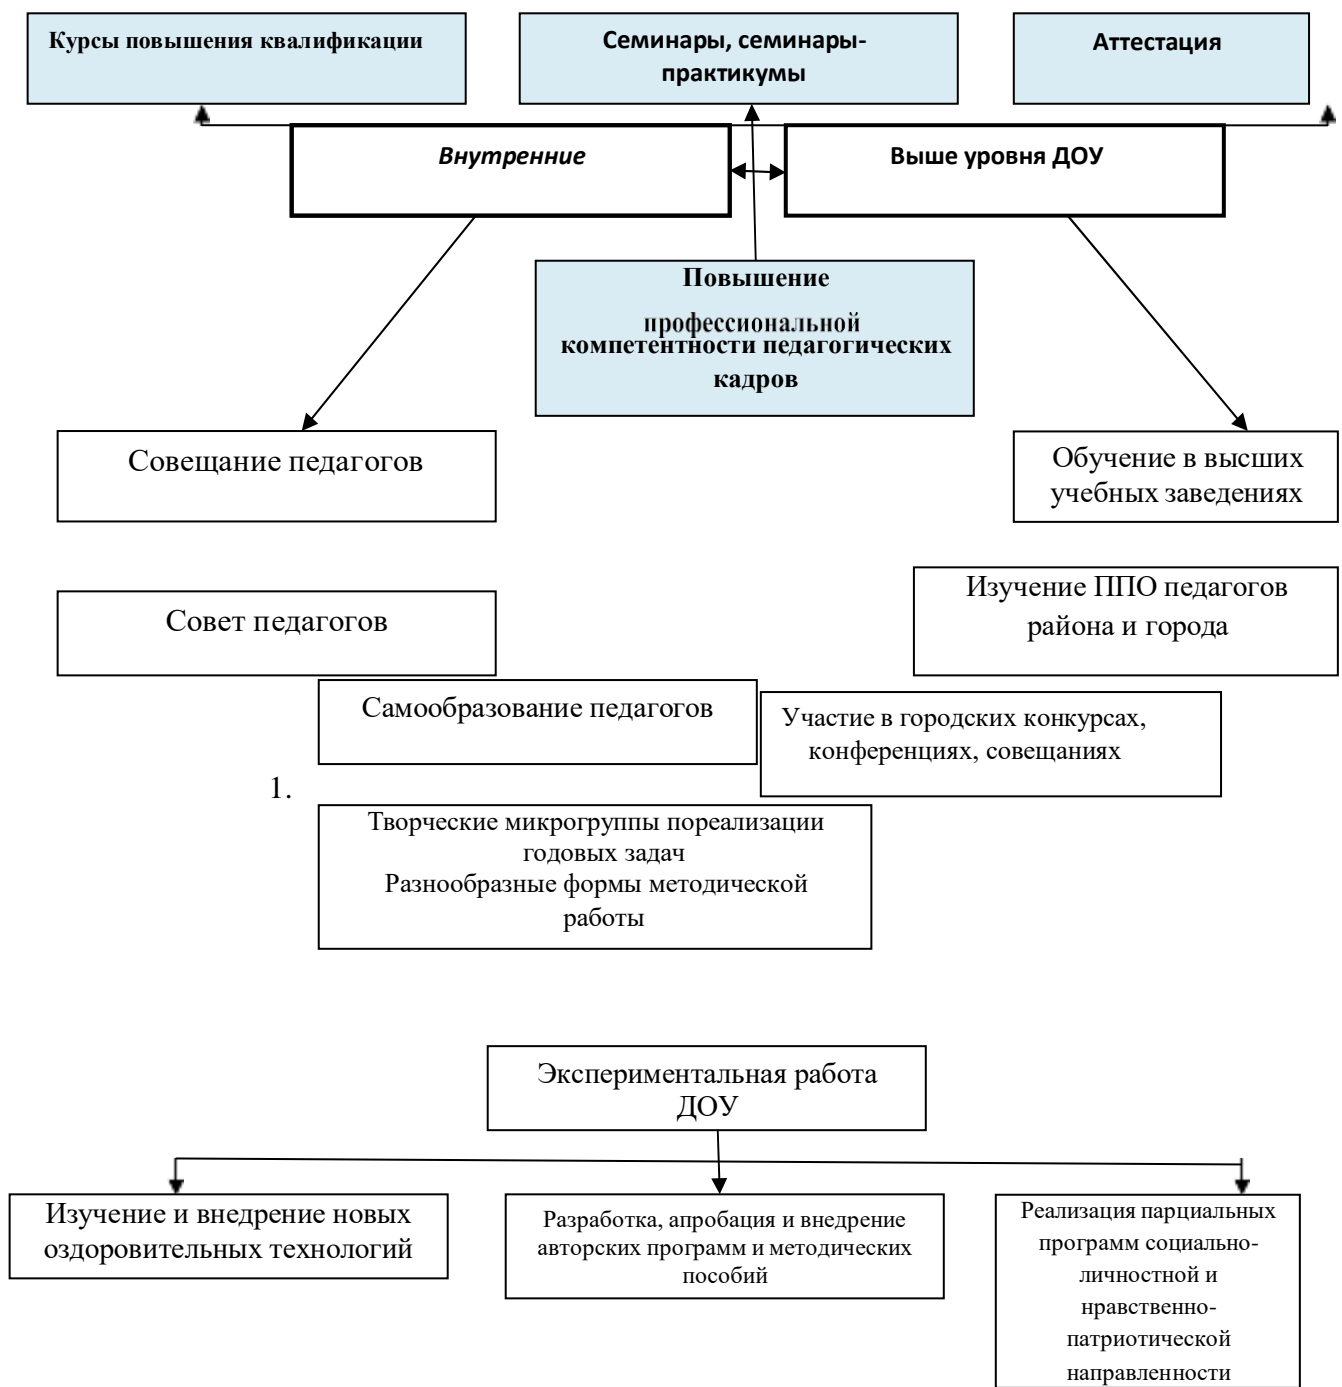 Курсы повышения квалификации
Семинары, семинары-
практикумы
Аттестация
Внутренние
Выше уровня ДОУ
Повышение
профессиональной
компетентности педагогических
кадров
Совещание педагогов
Обучение в высших
учебных заведениях
Совет педагогов
Изучение ППО педагогов
района и города
Самообразование педагогов
Участие в городских конкурсах,
конференциях, совещаниях
1.
Творческие микрогруппы пореализации
годовых задач
Разнообразные формы методической
работы
Экспериментальная работа
ДОУ
Изучение и внедрение новых
оздоровительных технологий
Разработка, апробация и внедрение
авторских программ и методических
пособий
Реализация парциальных
программ социально-
личностной и
нравственно-
патриотической
направленности